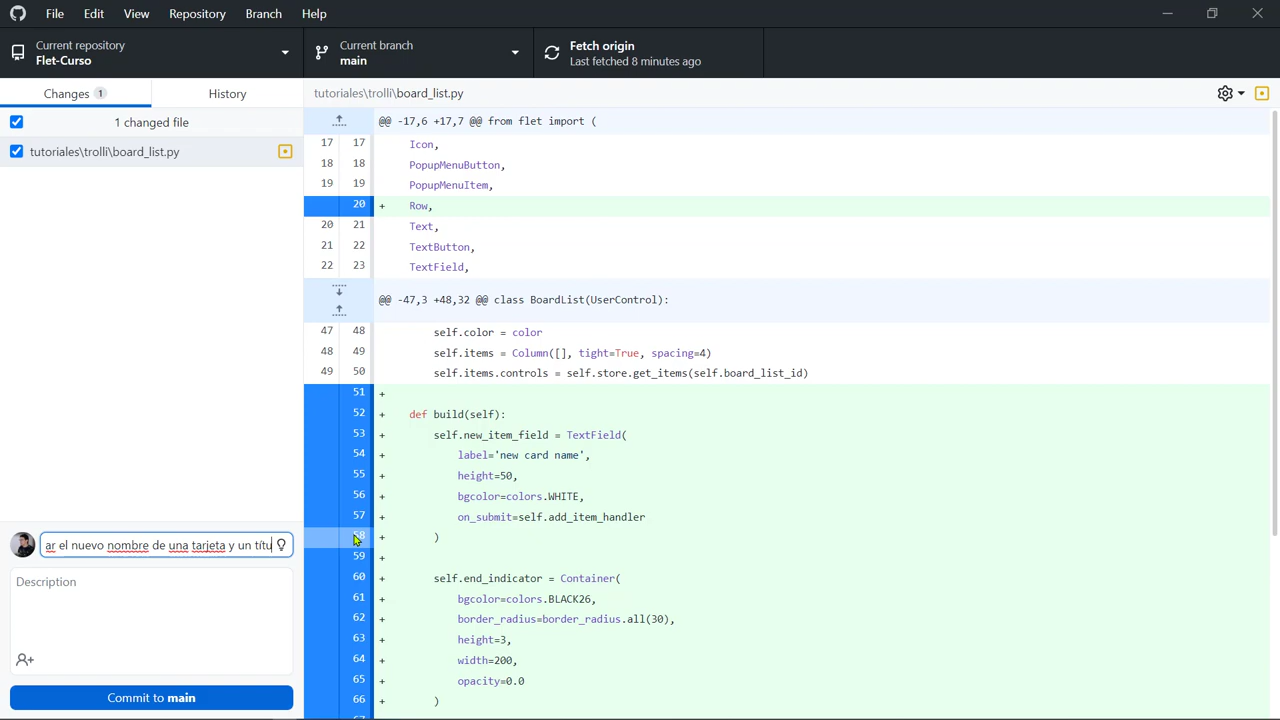 File Edit View Repository Branch Help
Current repository
Flet-Curso
Current branch
main
Fetch origin
Last fetched 8 minutes ago
Changes 1
History
tutoriales\trolli\board_list.py
1 changed file
tutoriales\trolli\board_list.py
@@ -17,6 +17,7 @@ from flet import (
17 17 Icon,
18 18 PopupMenuButton,
19 19 PopupMenuItem,
20 + Row,
20 21 Text,
21 22 TextButton,
22 23 TextField,
@@ -47,3 +48,32 @@ class BoardList(UserControl):
47 48 self.color = color
48 49 self.items = Column([], tight=True, spacing=4)
49 50 self.items.controls = self.store.get_items(self.board_list_id)
51 +
52 + def build(self):
53 + self.new_item_field = TextField(
54 + label='new card name',
55 + height=50,
56 + bgcolor=colors.WHITE,
57 + on_submit=self.add_item_handler
58 + )
59 +
60 + self.end_indicator = Container(
61 + bgcolor=colors.BLACK26,
62 + border_radius=border_radius.all(30),
63 + height=3,
64 + width=200,
65 + opacity=0.0
66 + )
ar el nuevo nombre de una tarjeta y un títu
Description
Commit to main